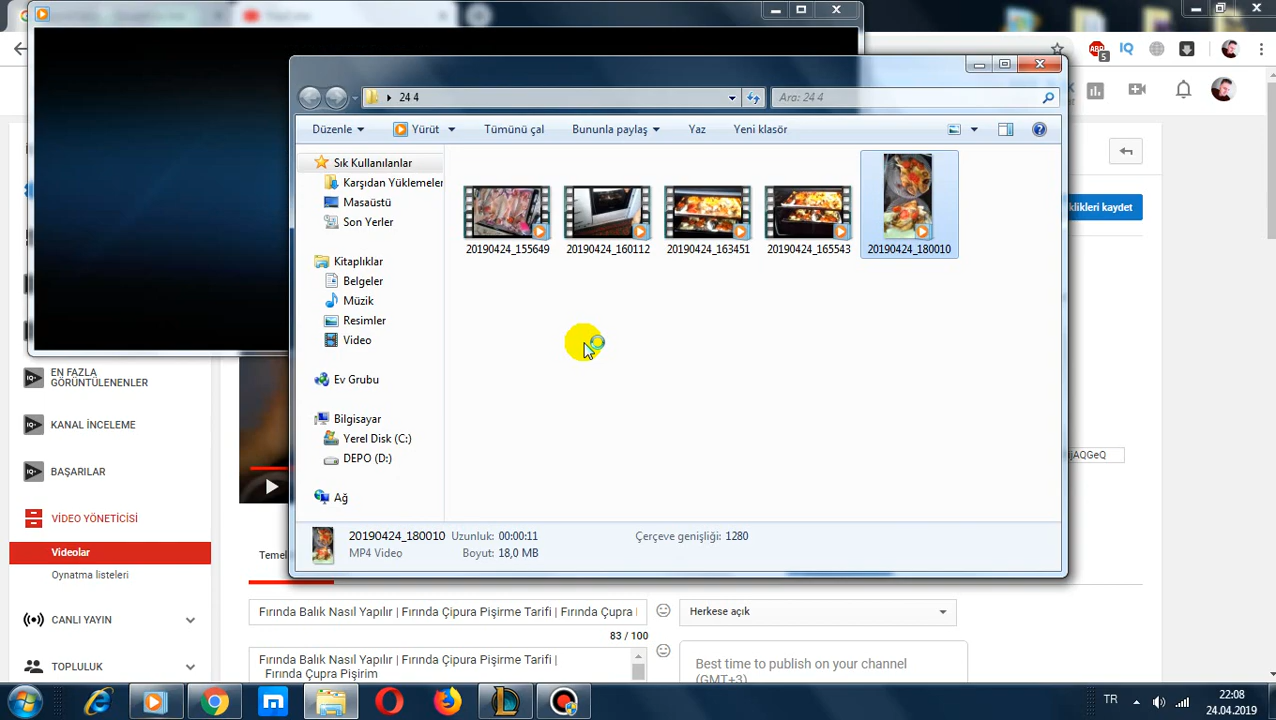 ABP
5
IQ
24 4
Ara: 24 4
Düzenle
Yürüt
Tümünü çal
Bununla paylaş
Yaz
Yeni klasör
Sık Kullanılanlar
Karşıdan Yüklemeler
Masaüstü
Son Yerler
Kitaplıklar
Belgeler
Müzik
Resimler
Video
Ev Grubu
Bilgisayar
Yerel Disk (C:)
DEPO (D:)
Ağ
20190424_155649
20190424_160112
20190424_163451
20190424_165543
20190424_180010
20190424_180010
Uzunluk: 00:00:11
Çerçeve genişliği: 1280
MP4 Video
Boyut: 18,0 MB
klikleri kaydet
ijAQGeQ
EN FAZLA
GÖRÜNTÜLENENLER
KANAL İNCELEME
BAŞARILAR
VİDEO YÖNETİCİSİ
Videolar
Oynatma listeleri
CANLI YAYIN
TOPLULUK
Temel
Fırında Balık Nasıl Yapılır | Fırında Çipura Pişirme Tarifi | Fırında Çupra
83 / 100
Herkese açık
Fırında Balık Nasıl Yapılır | Fırında Çipura Pişirme Tarifi |
Fırında Çupra Pişirim
Best time to publish on your channel
(GMT+3)
TR
22:08
24.04.2019